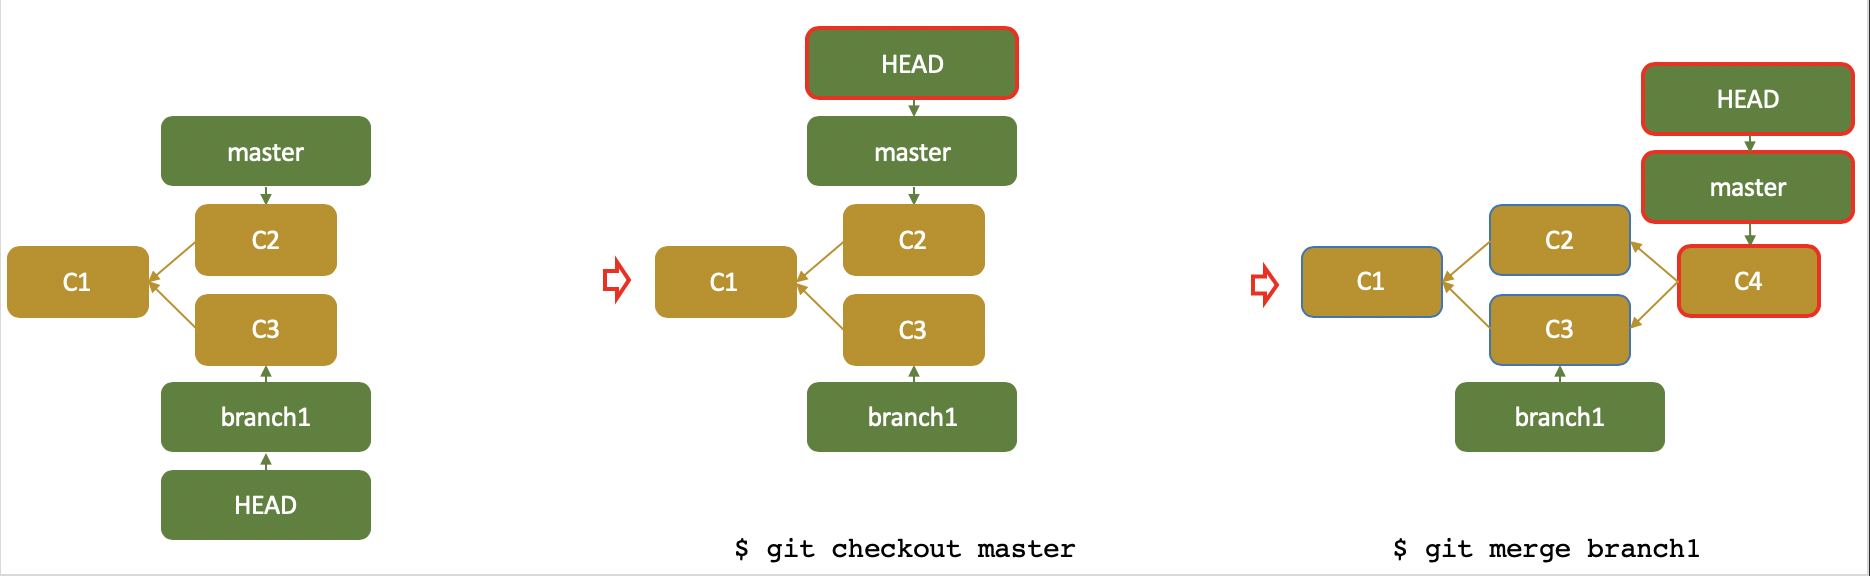 master
C2
C1
C3
branch1
HEAD
HEAD
master
C2
C1
C3
branch1
$ git checkout master
HEAD
master
C2
C1
C4
C3
branch1
$ git merge branch1